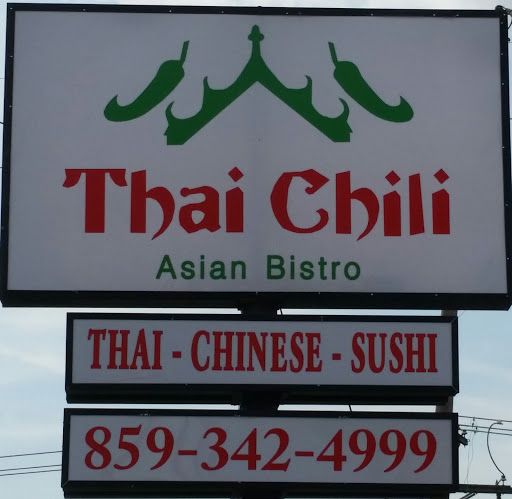 Thai Chili
Asian Bistro
THAI - CHINESE - SUSHI
859-342-4999